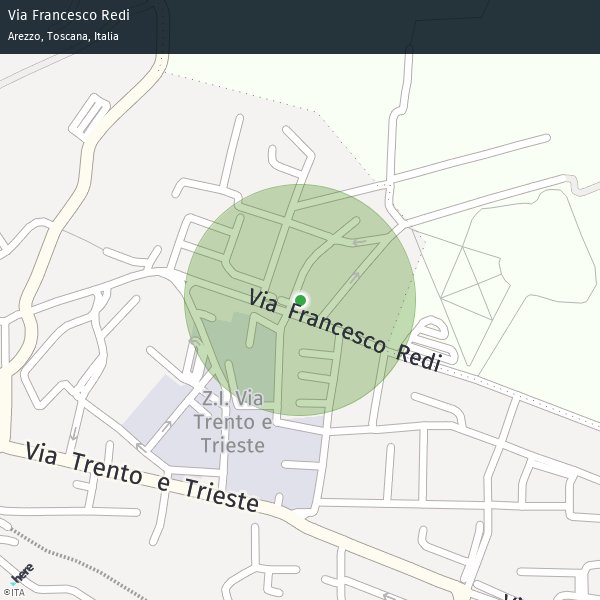 Via Francesco Redi
Arezzo, Toscana, Italia
Via Francesco Redi
Z.I. Via
Trento e
Trieste
Via Trento e Trieste
here
©ITA